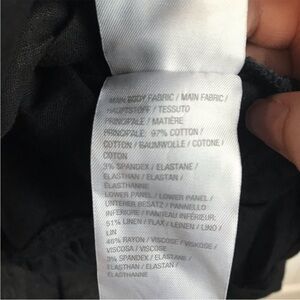 MAIN BODY FABRIC / MAIN FABRIC /
HAUPTSTOFF / TESSUTO
PRINCIPALE / MATIÈRE
PRINCIPALE: 97% COTTON /
COTTON / BAUMWOLLE / COTONE /
COTON
3% SPANDEX / ELASTANE /
ELASTHAN / ELASTAN /
ELASTHANNE
LOWER PANEL / LOWER PANEL /
UNTERER BESATZ / PANNELLO
INFERIORE / PANNEAU INFÉRIEUR:
51% LINEN / FLAX / LEINEN / LINO /
LIN
46% RAYON / VISCOSE / VISKOSE /
VISCOSA / VISCOSE
3% SPANDEX / ELASTANE /
ELASTHAN / ELASTAN /
ELASTHANNE